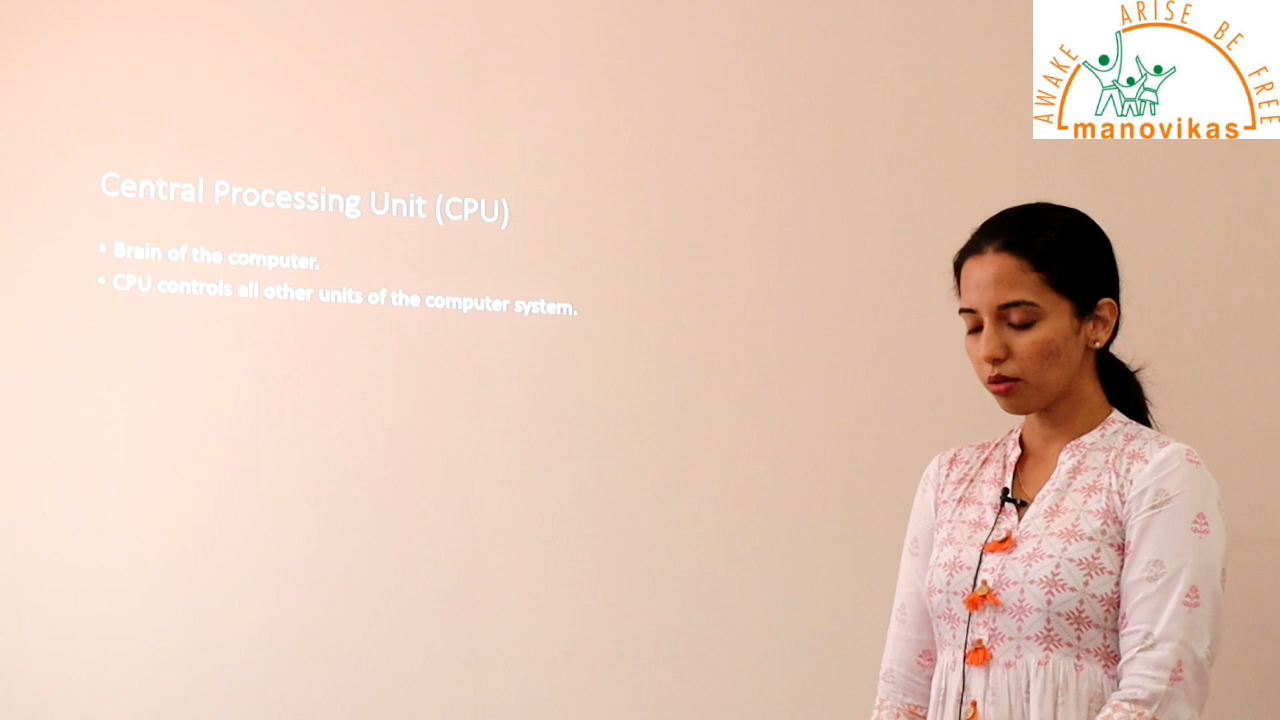 AWAKE ARISE BE FREE
manovikas
Central Processing Unit (CPU)
• Brain of the computer.
• CPU controls all other units of the computer system.